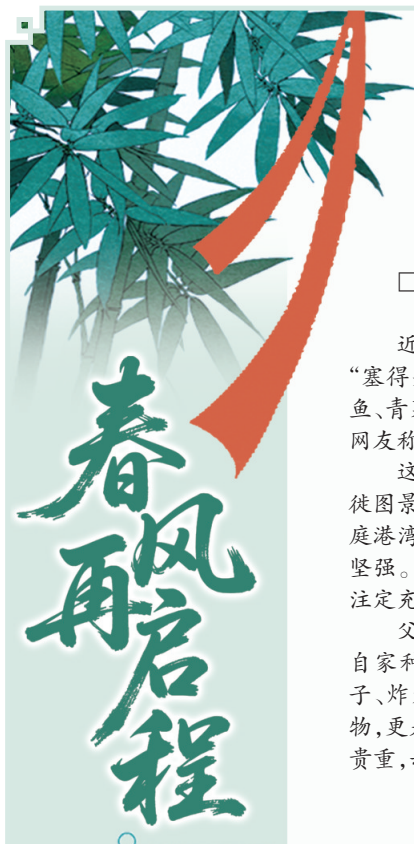 春风
再启程
□
近
“塞得
鱼、青
网友称
这
徙图景
庭港湾
坚强。
注定充
父
自家和
子、炸
物,更
贵重,